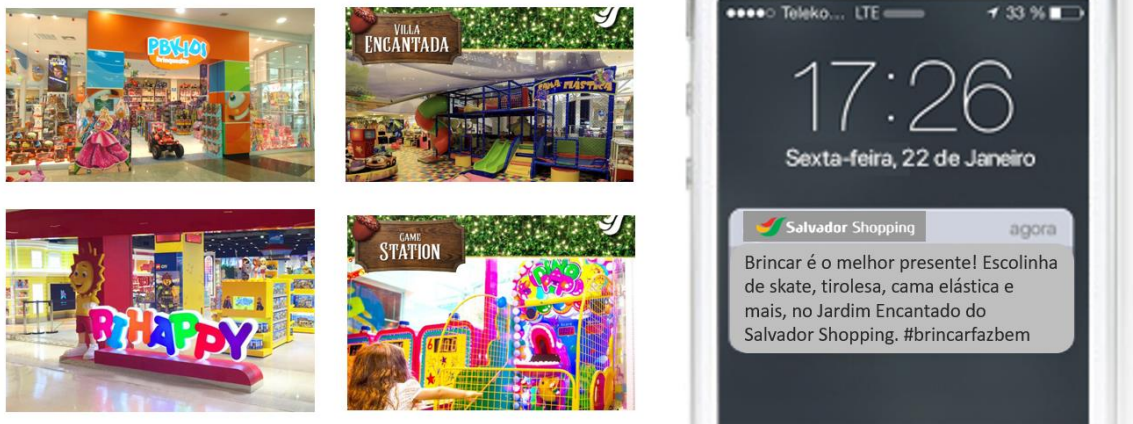 PBKIDS
Brinquedos
VILLA
ENCANTADA
CAMA ELÁSTICA
RIHAPPY
GAME
STATION
Teleko... LTE 33 %
17:26
Sexta-feira, 22 de Janeiro
Salvador Shopping agora
Brincar é o melhor presente! Escolinha
de skate, tirolesa, cama elástica e
mais, no Jardim Encantado do
Salvador Shopping. #brincarfazbem